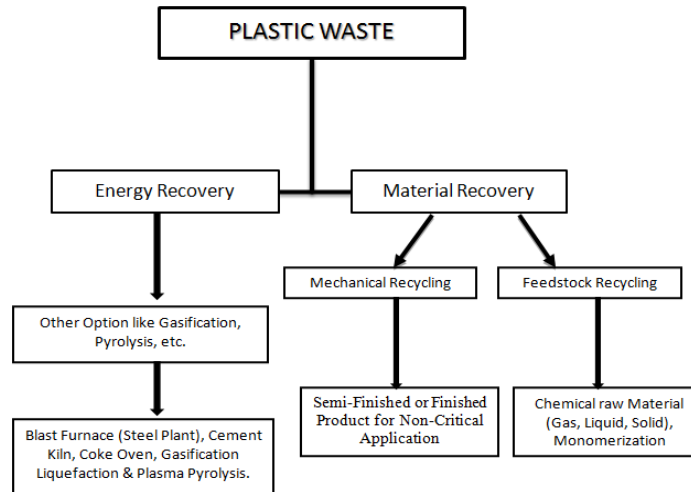 PLASTIC WASTE
Energy Recovery
Material Recovery
Mechanical Recycling
Feedstock Recycling
Other Option like Gasification,
Pyrolysis, etc.
Semi-Finished or Finished
Product for Non-Critical
Application
Chemical raw Material
(Gas, Liquid, Solid),
Monomerization
Blast Furnace (Steel Plant), Cement
Kiln, Coke Oven, Gasification
Liquefaction & Plasma Pyrolysis.